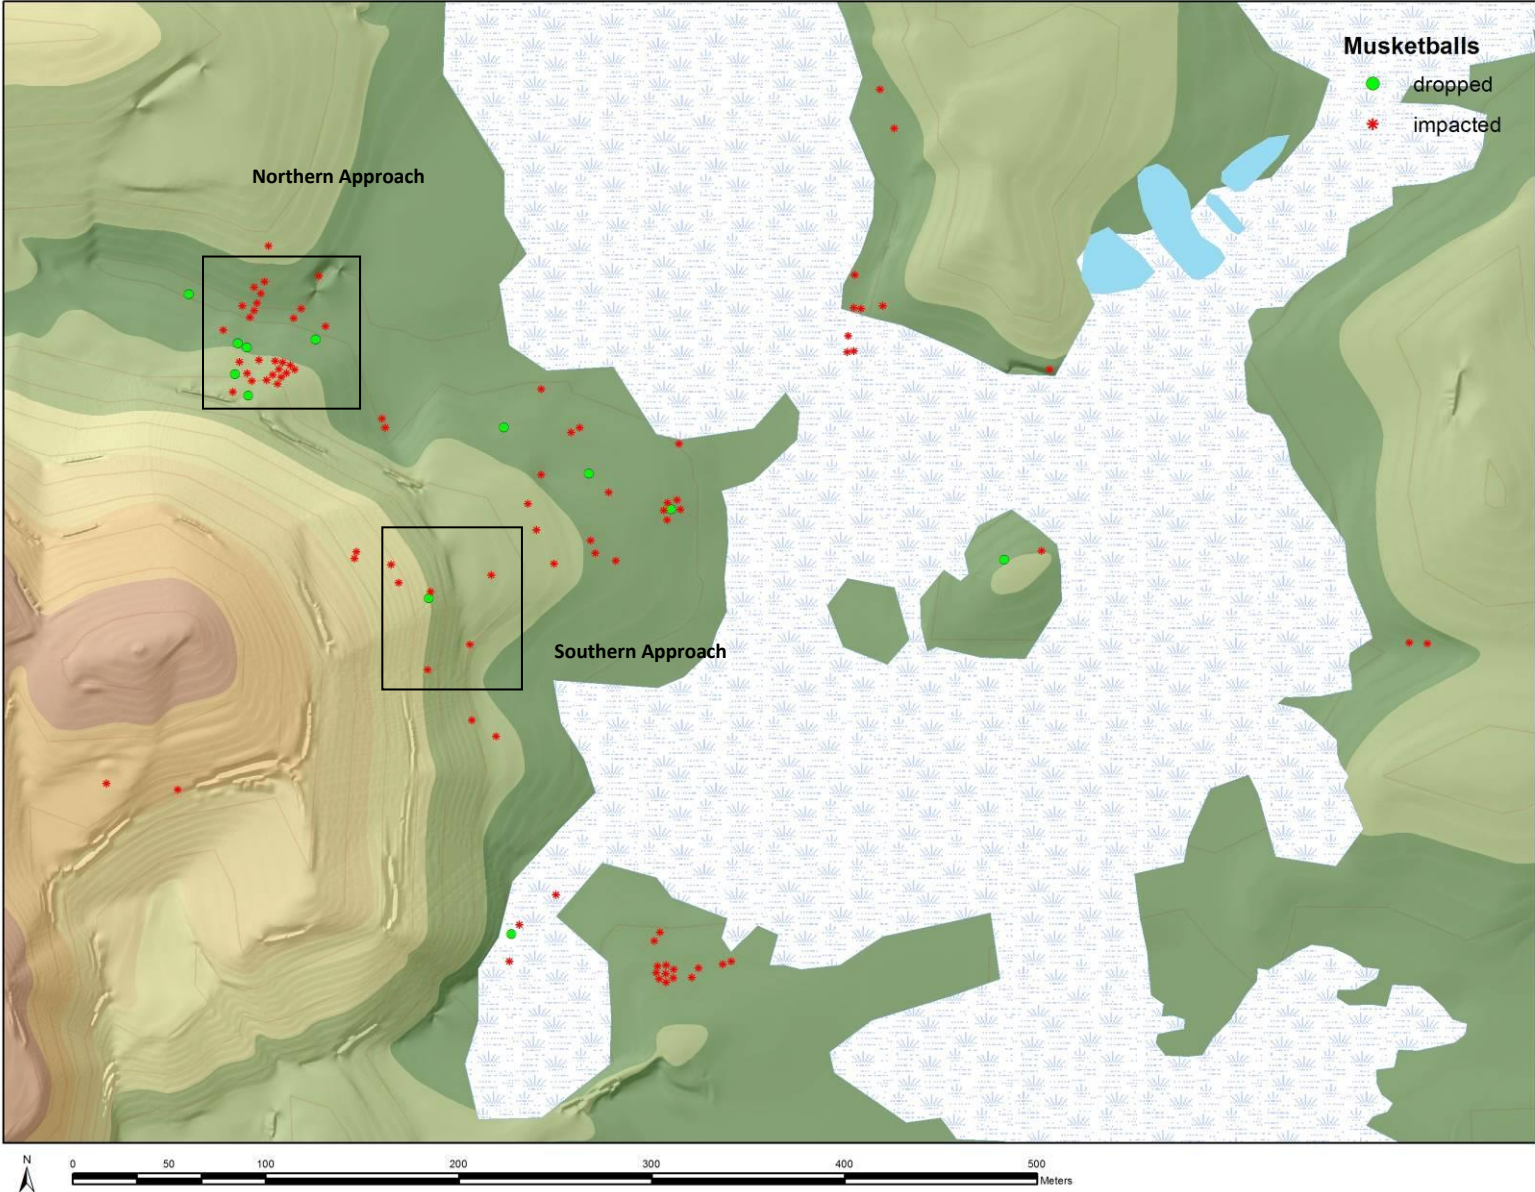 Musketballs
dropped
impacted
Northern Approach
Southern Approach
N
0 50 100 200 300 400 500
Meters